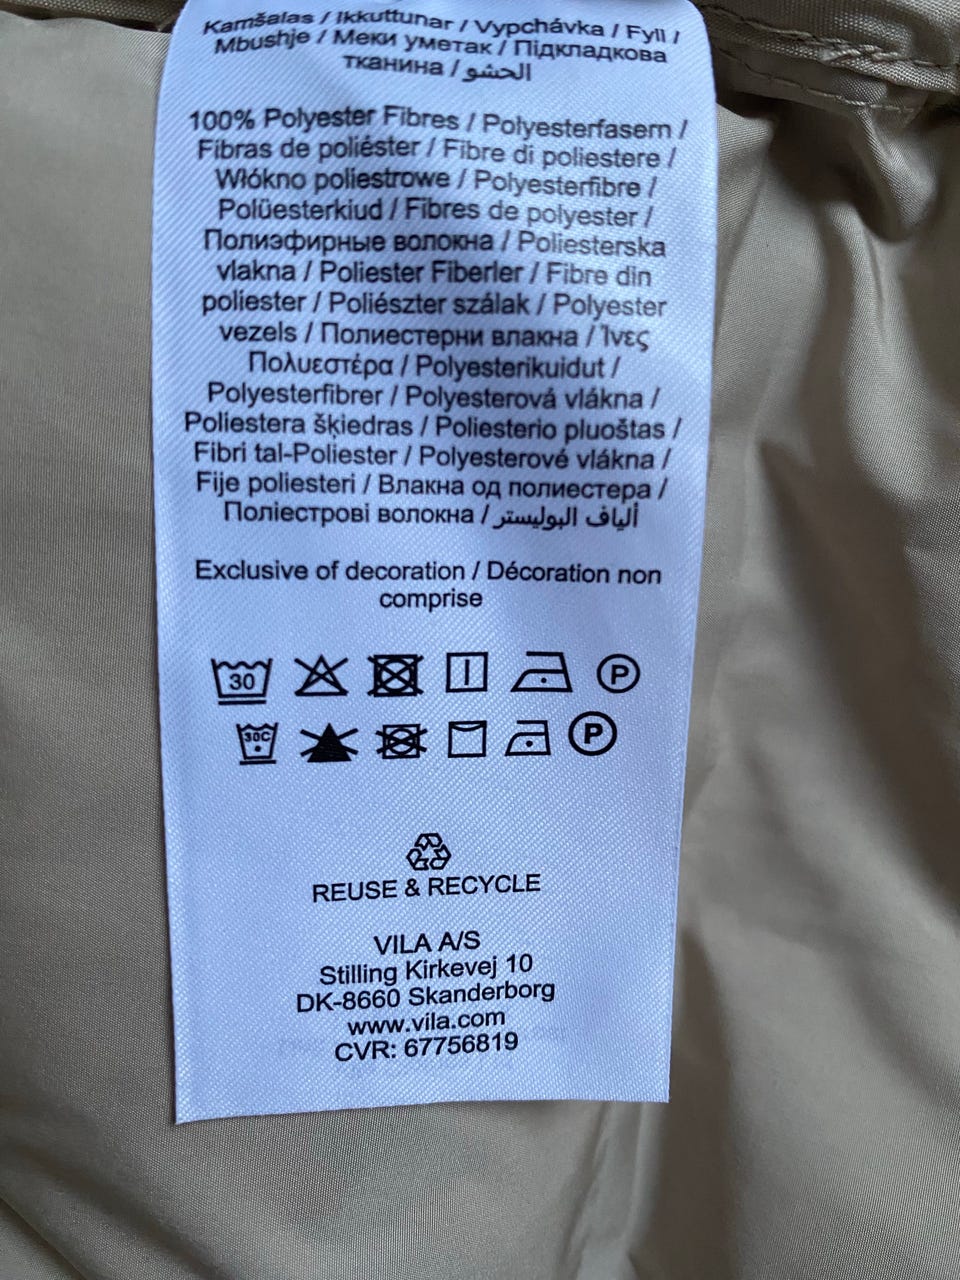 Kamšalas / Ikkuttunar / Vypchávka / Fyll /
Mbushje / Меки уметак / Підкладкова
тканина / الحشو
100% Polyester Fibres / Polyesterfasern /
Fibras de poliéster / Fibre di poliestere /
Włókno poliestrowe / Polyesterfibre /
Polüesterkiud / Fibres de polyester /
Полиэфирные волокна / Poliesterska
vlakna / Poliester Fiberler / Fibre din
poliester / Poliészter szálak / Polyester
vezels / Полиестерни влакна / Ίνες
Πολυεστέρα / Polyesterikuidut /
Polyesterfibrer / Polyesterová vlákna /
Poliestera šķiedras / Poliesterio pluoštas /
Fibri tal-Poliester / Polyesterové vlákna /
Fije poliesteri / Влакна од полиестера /
Поліестрові волокна / ألياف البوليستر
Exclusive of decoration / Décoration non
comprise
30 P
30C P
REUSE & RECYCLE
VILA A/S
Stilling Kirkevej 10
DK-8660 Skanderborg
www.vila.com
CVR: 67756819